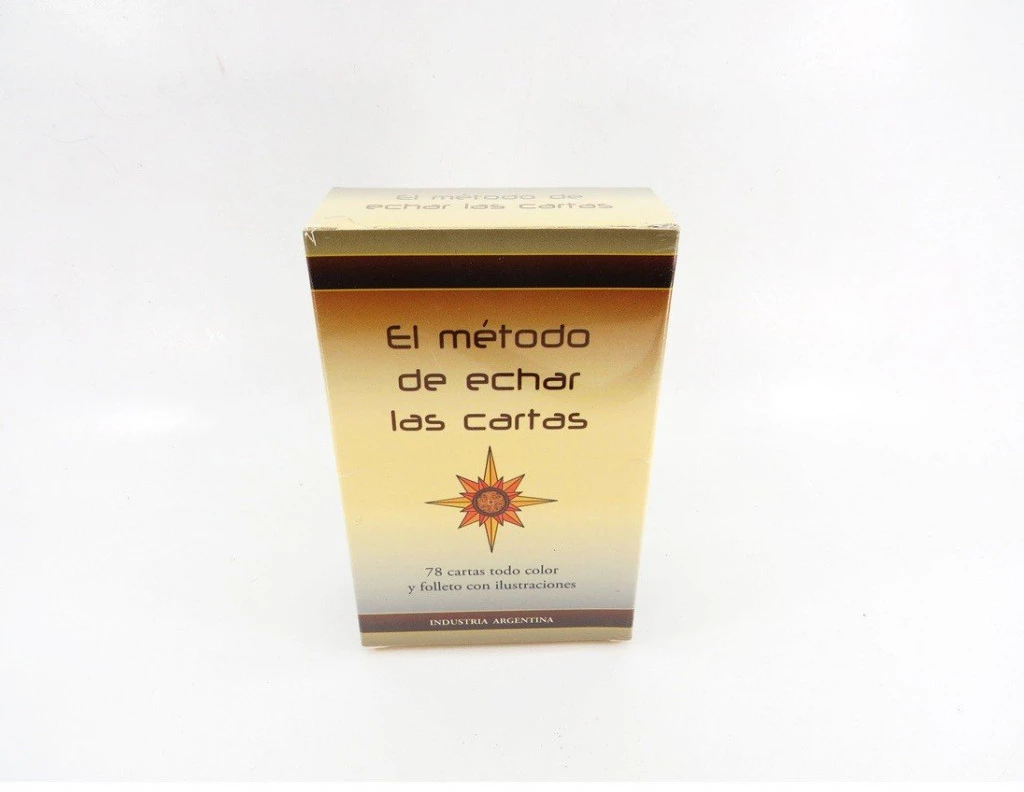 El método de
echar las cartas
El método
de echar
las cartas
78 cartas todo color
y folleto con ilustraciones
INDUSTRIA ARGENTINA